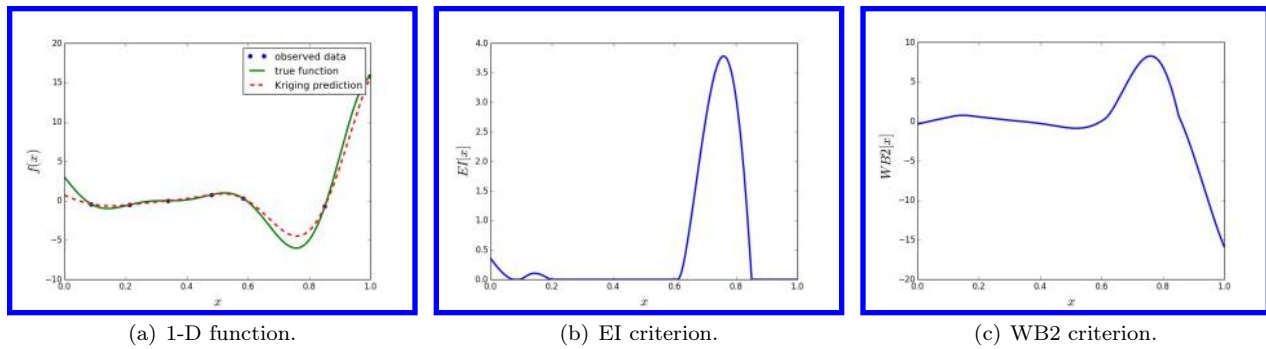 20
15
10
5
0
−5
−10
f(x)
0.0 0.2 0.4 0.6 0.8 1.0
x
observed data
true function
Kriging prediction
(a) 1-D function.
4.0
3.5
3.0
2.5
2.0
1.5
1.0
0.5
0.0
EI[x]
0.0 0.2 0.4 0.6 0.8 1.0
x
(b) EI criterion.
10
5
0
−5
−10
−15
−20
WB2[x]
0.0 0.2 0.4 0.6 0.8 1.0
x
(c) WB2 criterion.